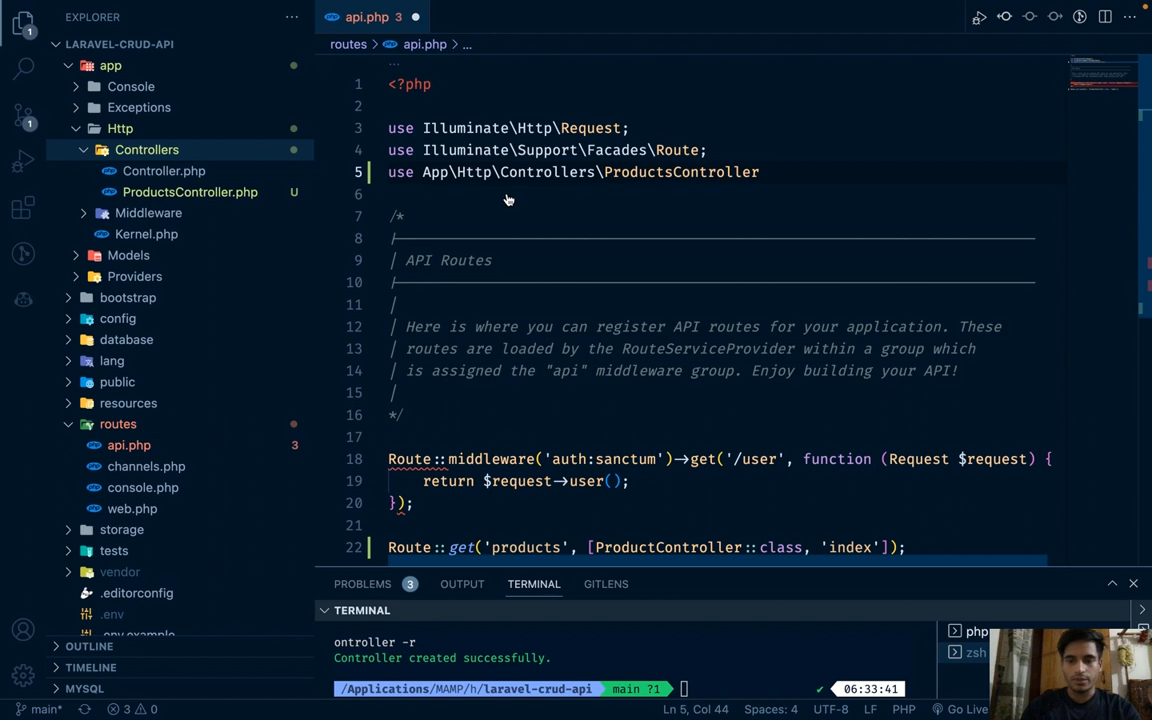 EXPLORER
LARAVEL-CRUD-API
app
Console
Exceptions
Http
Controllers
Controller.php
ProductsController.php U
Middleware
Kernel.php
Models
Providers
bootstrap
config
database
lang
public
resources
routes
api.php 3
channels.php
console.php
web.php
storage
tests
vendor
.editorconfig
.env
.env.example
OUTLINE
TIMELINE
MYSQL
1
1
api.php 3
routes > api.php > ...
1 <?php
2
3 use Illuminate\Http\Request;
4 use Illuminate\Support\Facades\Route;
5 use App\Http\Controllers\ProductsController
6
7 /*
8 |
9 | API Routes
10 |
11 |
12 | Here is where you can register API routes for your application. These
13 | routes are loaded by the RouteServiceProvider within a group which
14 | is assigned the "api" middleware group. Enjoy building your API!
15 |
16 */
17
18 Route::middleware('auth:sanctum')->get('/user', function (Request $request) {
19 return $request->user();
20 });
21
22 Route::get('products', [ProductController::class, 'index']);
PROBLEMS 3 OUTPUT TERMINAL GITLENS
TERMINAL
ontroller -r
Controller created successfully.
/Applications/MAMP/h/laravel-crud-api main ?1 ✔ 06:33:41
php
zsh
main* 3 0 Ln 5, Col 44 Spaces: 4 UTF-8 LF PHP Go Live